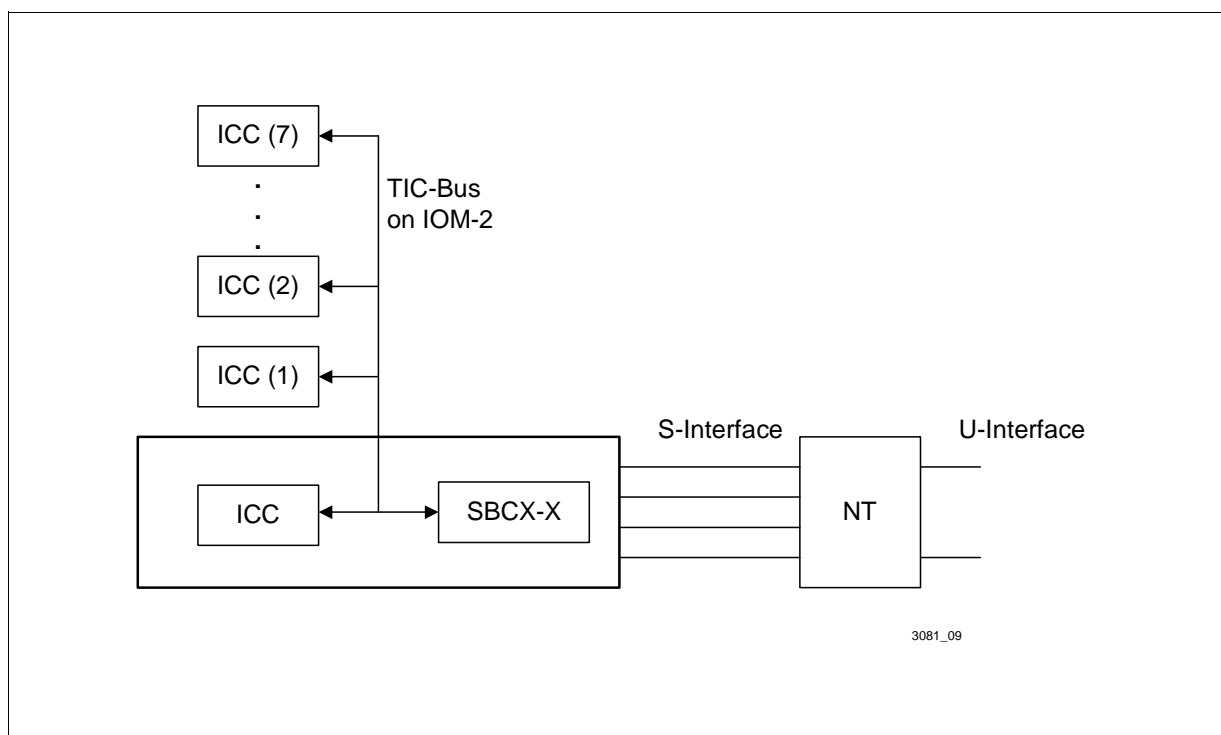 ICC (7)
.
.
.
TIC-Bus
on IOM-2
ICC (2)
ICC (1)
S-Interface
U-Interface
ICC
SBCX-X
NT
3081_09